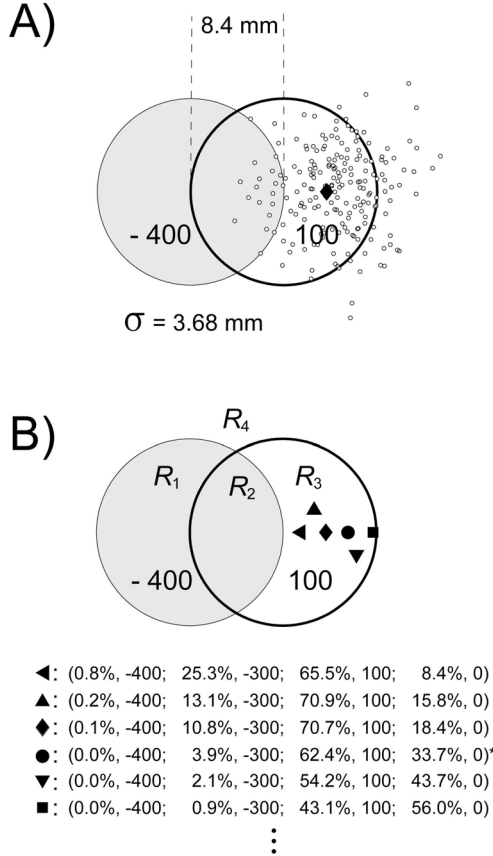 A)
8.4 mm
- 400 100
σ = 3.68 mm
B)
R4
R1 R2 R3
- 400 100
◀: (0.8%, -400; 25.3%, -300; 65.5%, 100; 8.4%, 0)
▲: (0.2%, -400; 13.1%, -300; 70.9%, 100; 15.8%, 0)
◆: (0.1%, -400; 10.8%, -300; 70.7%, 100; 18.4%, 0)
●: (0.0%, -400; 3.9%, -300; 62.4%, 100; 33.7%, 0)*
▼: (0.0%, -400; 2.1%, -300; 54.2%, 100; 43.7%, 0)
■: (0.0%, -400; 0.9%, -300; 43.1%, 100; 56.0%, 0)
⋮